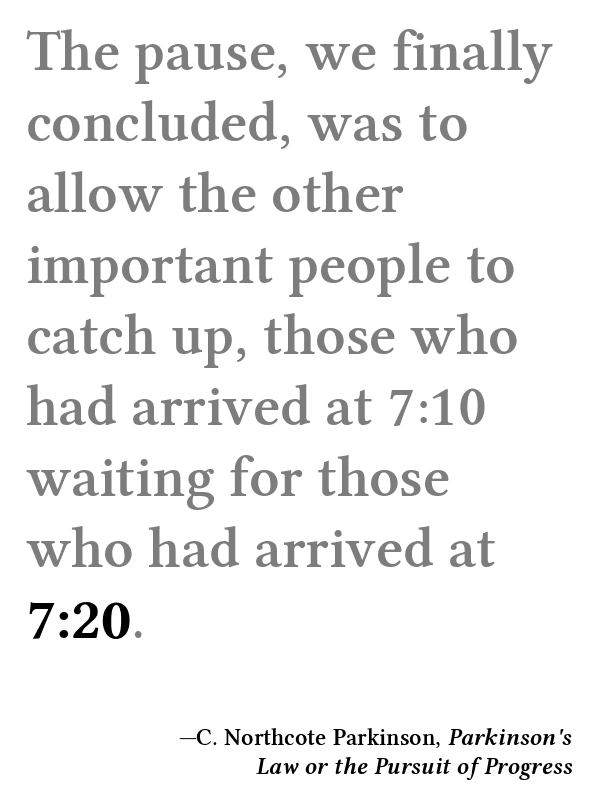 The pause, we finally
concluded, was to
allow the other
important people to
catch up, those who
had arrived at 7:10
waiting for those
who had arrived at
7:20.
—C. Northcote Parkinson, Parkinson's
Law or the Pursuit of Progress